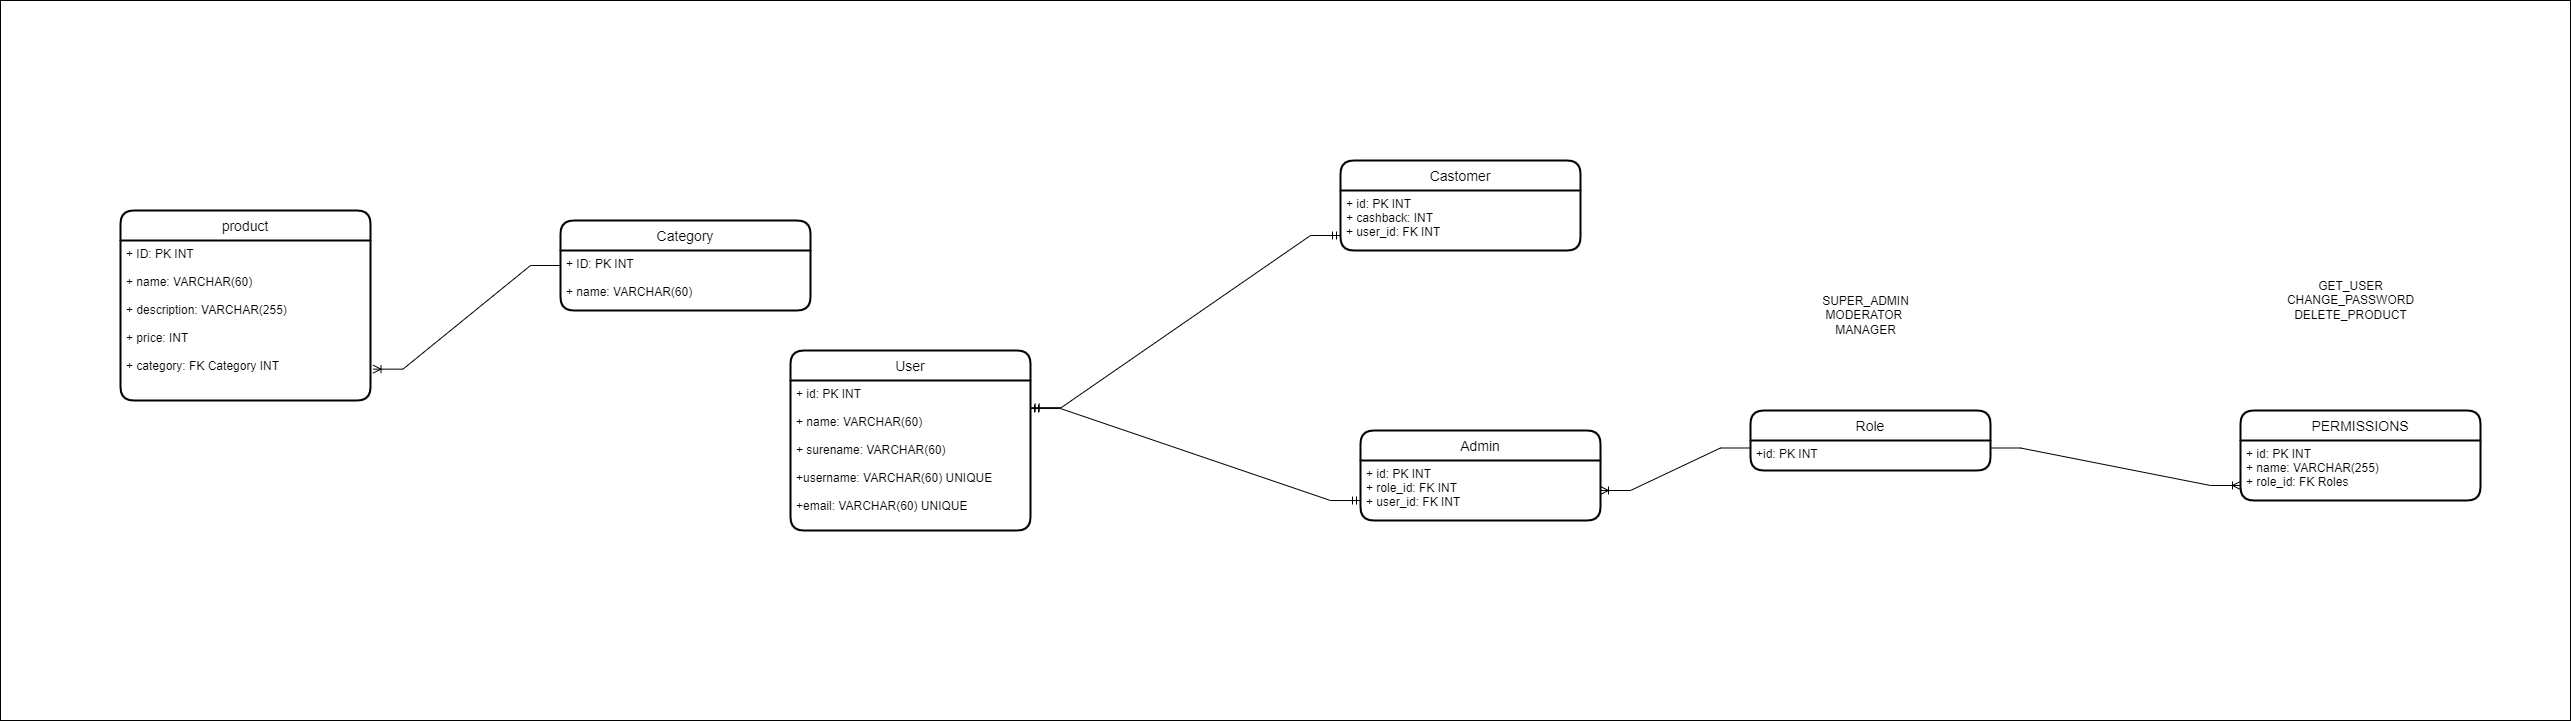 product
+ ID: PK INT
+ name: VARCHAR(60)
+ description: VARCHAR(255)
+ price: INT
+ category: FK Category INT
Category
+ ID: PK INT
+ name: VARCHAR(60)
User
+ id: PK INT
+ name: VARCHAR(60)
+ surename: VARCHAR(60)
+username: VARCHAR(60) UNIQUE
+email: VARCHAR(60) UNIQUE
Castomer
+ id: PK INT
+ cashback: INT
+ user_id: FK INT
Admin
+ id: PK INT
+ role_id: FK INT
+ user_id: FK INT
SUPER_ADMIN
MODERATOR
MANAGER
Role
+id: PK INT
GET_USER
CHANGE_PASSWORD
DELETE_PRODUCT
PERMISSIONS
+ id: PK INT
+ name: VARCHAR(255)
+ role_id: FK Roles